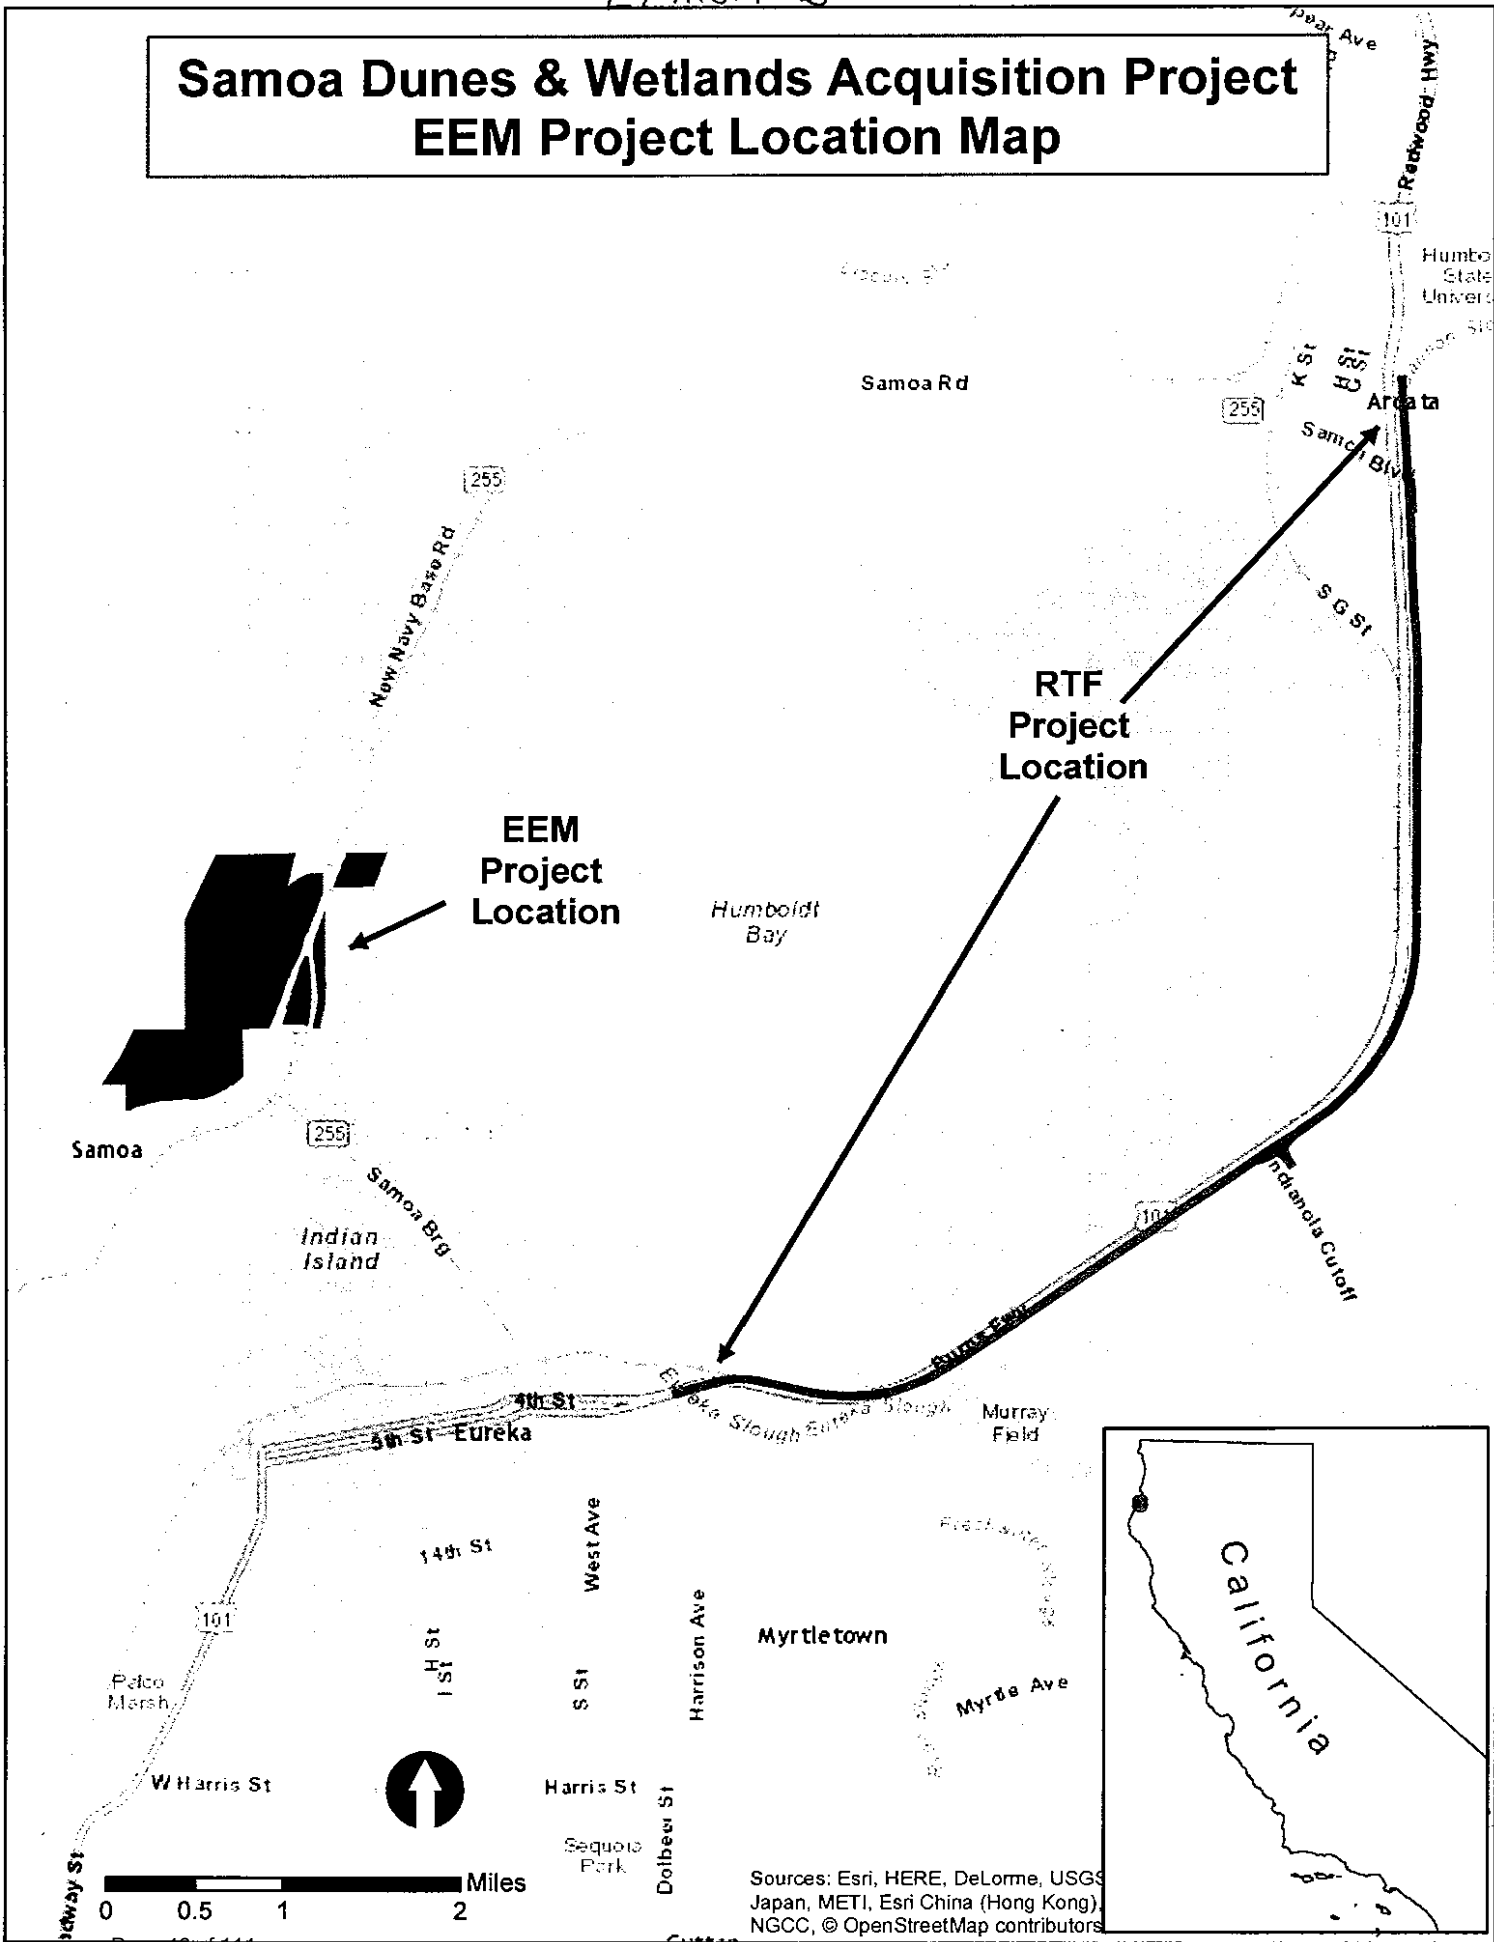 Samoa Dunes & Wetlands Acquisition Project
EEM Project Location Map
Ave
Redwood Hwy
101
Samoa Rd
K St
H St
G St
255
Arcata
Samoa Blv
255
New Navy Base Rd
S G St
RTF
Project
Location
EEM
Project
Location
Humboldt
Bay
Samoa
255
Samoa Brg
Indian
Island
101
Indianola Cutoff
Burns Fwy
4th St
5th St
Eureka
Eureka Slough
Eureka Slough
Murray
Field
14th St
West Ave
California
101
H St
I St
S St
Harrison Ave
Myrtletown
Palco
Marsh
Myrtle Ave
W Harris St
Harris St
Dolbeer St
Sequoia
Park
adway St
Miles
0 0.5 1 2
Sources: Esri, HERE, DeLorme, USGS
Japan, METI, Esri China (Hong Kong),
NGCC, © OpenStreetMap contributors